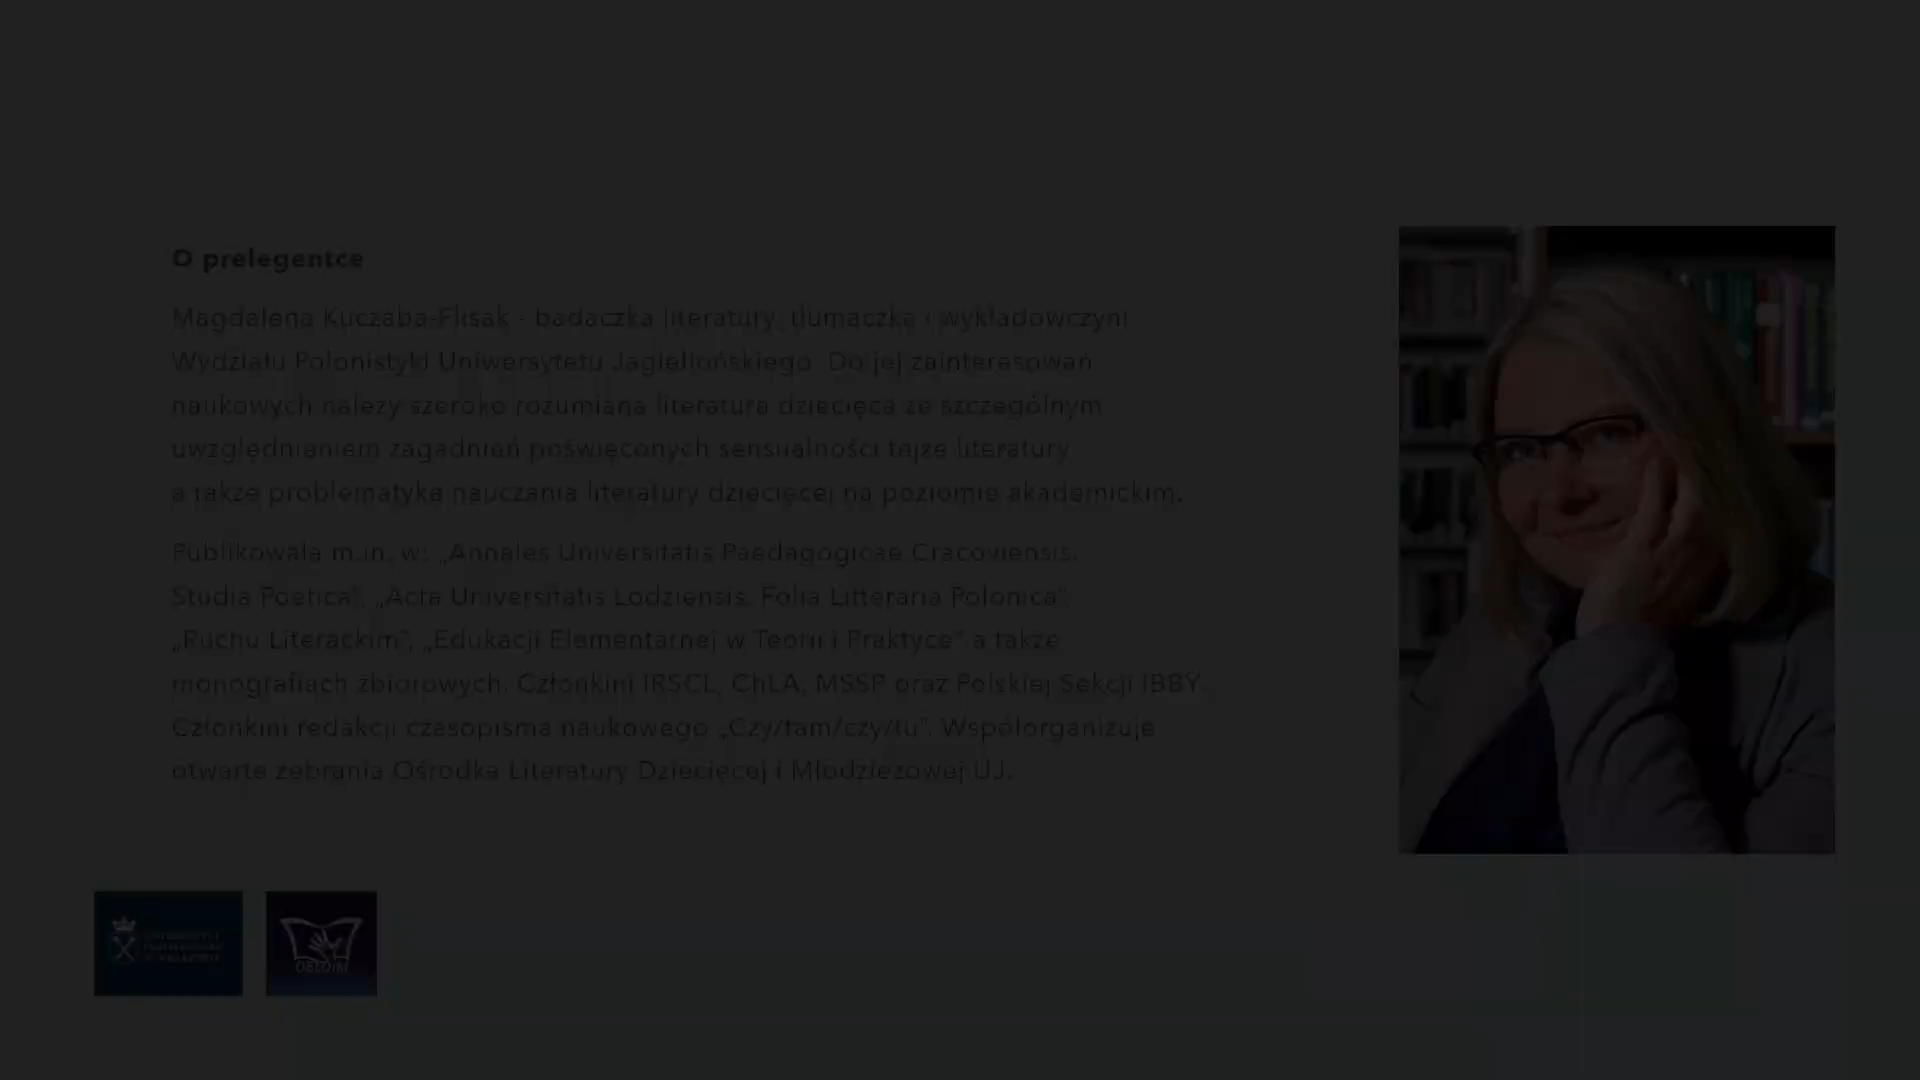 O prelegentce
Magdalena Kuczaba-Flisak - badaczka literatury, tłumaczka i wykładowczyni
Wydziału Polonistyki Uniwersytetu Jagiellońskiego. Do jej zainteresowań
naukowych należy szeroko rozumiana literatura dziecięca ze szczególnym
uwzględnieniem zagadnień poświęconych sensualności tejże literatury
a także problematyka nauczania literatury dziecięcej na poziomie akademickim.
Publikowała m.in. w: „Annales Universitatis Paedagogicae Cracoviensis.
Studia Poetica”, „Acta Universitatis Lodziensis. Folia Litteraria Polonica”
„Ruchu Literackim”, „Edukacji Elementarnej w Teorii i Praktyce” a także
monografiach zbiorowych. Członkini IRSCL, ChLA, MSSP oraz Polskiej Sekcji IBBY.
Członkini redakcji czasopisma naukowego „Czy/tam/czy/tu”. Współorganizuje
otwarte zebrania Ośrodka Literatury Dziecięcej i Młodzieżowej UJ.
UNIWERSYTET
JAGIELLOŃSKI
W KRAKOWIE